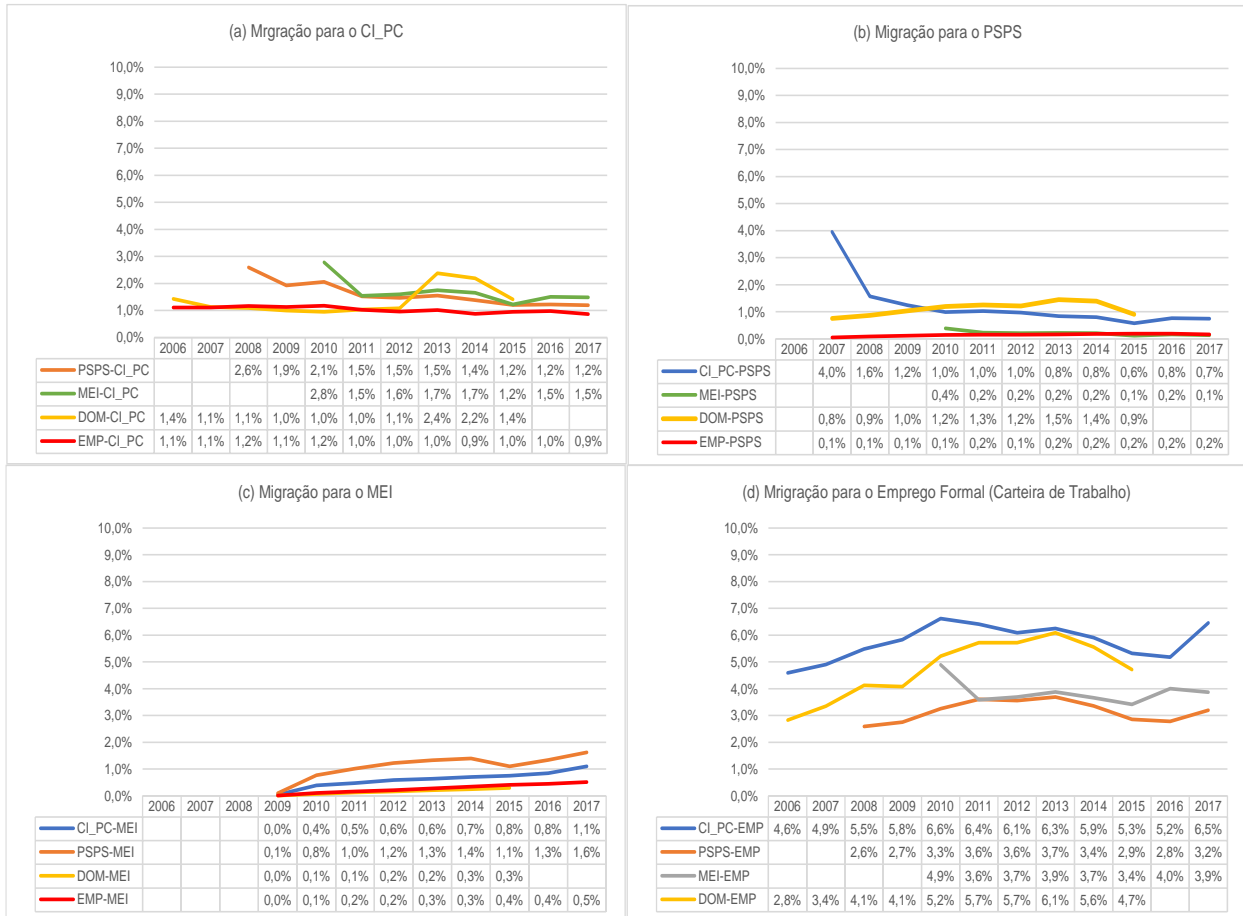 (a) Mrgração para o CI_PC
10,0%
9,0%
8,0%
7,0%
6,0%
5,0%
4,0%
3,0%
2,0%
1,0%
0,0%
2006 2007 2008 2009 2010 2011 2012 2013 2014 2015 2016 2017
PSPS-CI_PC 2,6% 1,9% 2,1% 1,5% 1,5% 1,5% 1,4% 1,2% 1,2% 1,2%
MEI-CI_PC 2,8% 1,5% 1,6% 1,7% 1,7% 1,2% 1,5% 1,5%
DOM-CI_PC 1,4% 1,1% 1,1% 1,0% 1,0% 1,0% 1,1% 2,4% 2,2% 1,4%
EMP-CI_PC 1,1% 1,1% 1,2% 1,1% 1,2% 1,0% 1,0% 1,0% 0,9% 1,0% 1,0% 0,9%
(b) Migração para o PSPS
10,0%
9,0%
8,0%
7,0%
6,0%
5,0%
4,0%
3,0%
2,0%
1,0%
0,0%
2006 2007 2008 2009 2010 2011 2012 2013 2014 2015 2016 2017
CI_PC-PSPS 4,0% 1,6% 1,2% 1,0% 1,0% 1,0% 0,8% 0,8% 0,6% 0,8% 0,7%
MEI-PSPS 0,4% 0,2% 0,2% 0,2% 0,2% 0,1% 0,2% 0,1%
DOM-PSPS 0,8% 0,9% 1,0% 1,2% 1,3% 1,2% 1,5% 1,4% 0,9%
EMP-PSPS 0,1% 0,1% 0,1% 0,1% 0,2% 0,1% 0,2% 0,2% 0,2% 0,2% 0,2%
(c) Migração para o MEI
10,0%
9,0%
8,0%
7,0%
6,0%
5,0%
4,0%
3,0%
2,0%
1,0%
0,0%
2006 2007 2008 2009 2010 2011 2012 2013 2014 2015 2016 2017
CI_PC-MEI 0,0% 0,4% 0,5% 0,6% 0,6% 0,7% 0,8% 0,8% 1,1%
PSPS-MEI 0,1% 0,8% 1,0% 1,2% 1,3% 1,4% 1,1% 1,3% 1,6%
DOM-MEI 0,0% 0,1% 0,1% 0,2% 0,2% 0,3% 0,3%
EMP-MEI 0,0% 0,1% 0,2% 0,2% 0,3% 0,3% 0,4% 0,4% 0,5%
(d) Mrigração para o Emprego Formal (Carteira de Trabalho)
10,0%
9,0%
8,0%
7,0%
6,0%
5,0%
4,0%
3,0%
2,0%
1,0%
0,0%
2006 2007 2008 2009 2010 2011 2012 2013 2014 2015 2016 2017
CI_PC-EMP 4,6% 4,9% 5,5% 5,8% 6,6% 6,4% 6,1% 6,3% 5,9% 5,3% 5,2% 6,5%
PSPS-EMP 2,6% 2,7% 3,3% 3,6% 3,6% 3,7% 3,4% 2,9% 2,8% 3,2%
MEI-EMP 4,9% 3,6% 3,7% 3,9% 3,7% 3,4% 4,0% 3,9%
DOM-EMP 2,8% 3,4% 4,1% 4,1% 5,2% 5,7% 5,7% 6,1% 5,6% 4,7%